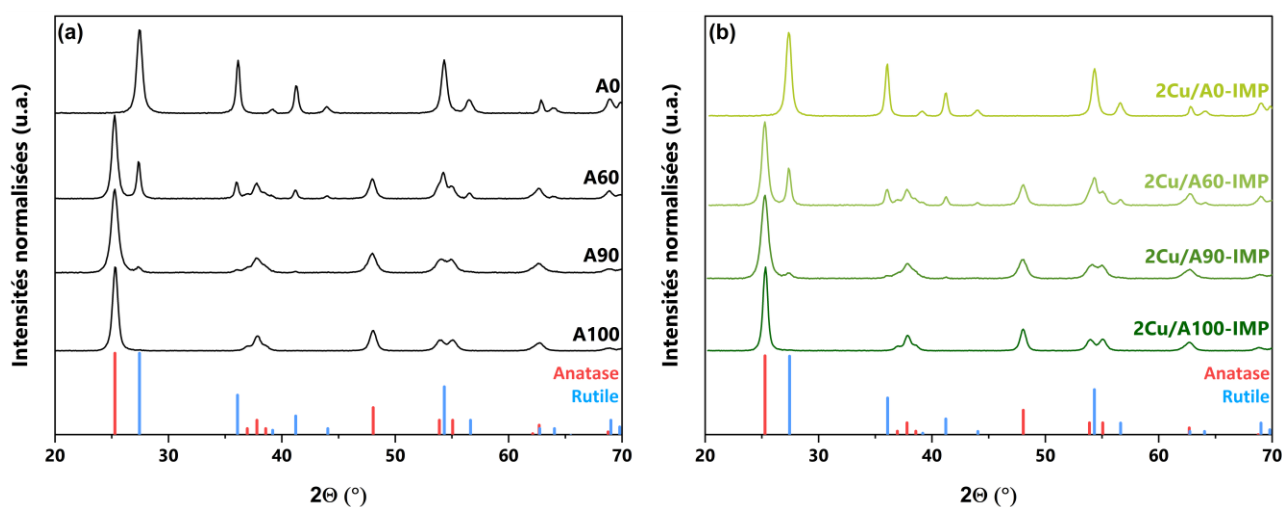 (a)
Intensités normalisées (u.a.)
A0
A60
A90
A100
Anatase
Rutile
20 30 40 50 60 70
2Θ (°)
(b)
Intensités normalisées (u.a.)
2Cu/A0-IMP
2Cu/A60-IMP
2Cu/A90-IMP
2Cu/A100-IMP
Anatase
Rutile
20 30 40 50 60 70
2Θ (°)